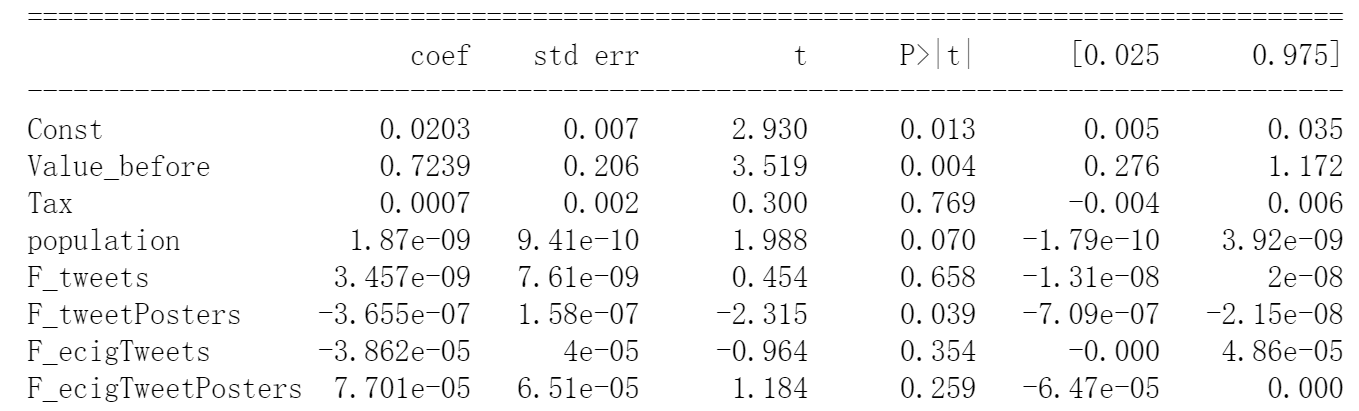 coef std err t P>|t| [0.025 0.975]
Const 0.0203 0.007 2.930 0.013 0.005 0.035
Value_before 0.7239 0.206 3.519 0.004 0.276 1.172
Tax 0.0007 0.002 0.300 0.769 -0.004 0.006
population 1.87e-09 9.41e-10 1.988 0.070 -1.79e-10 3.92e-09
F_tweets 3.457e-09 7.61e-09 0.454 0.658 -1.31e-08 2e-08
F_tweetPosters -3.655e-07 1.58e-07 -2.315 0.039 -7.09e-07 -2.15e-08
F_ecigTweets -3.862e-05 4e-05 -0.964 0.354 -0.000 4.86e-05
F_ecigTweetPosters 7.701e-05 6.51e-05 1.184 0.259 -6.47e-05 0.000